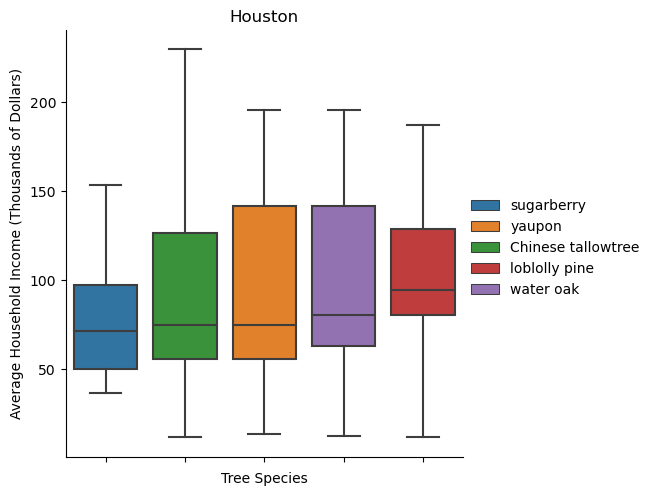 Houston
Average Household Income (Thousands of Dollars)
200
150
100
50
Tree Species
sugarberry
yaupon
Chinese tallowtree
loblolly pine
water oak